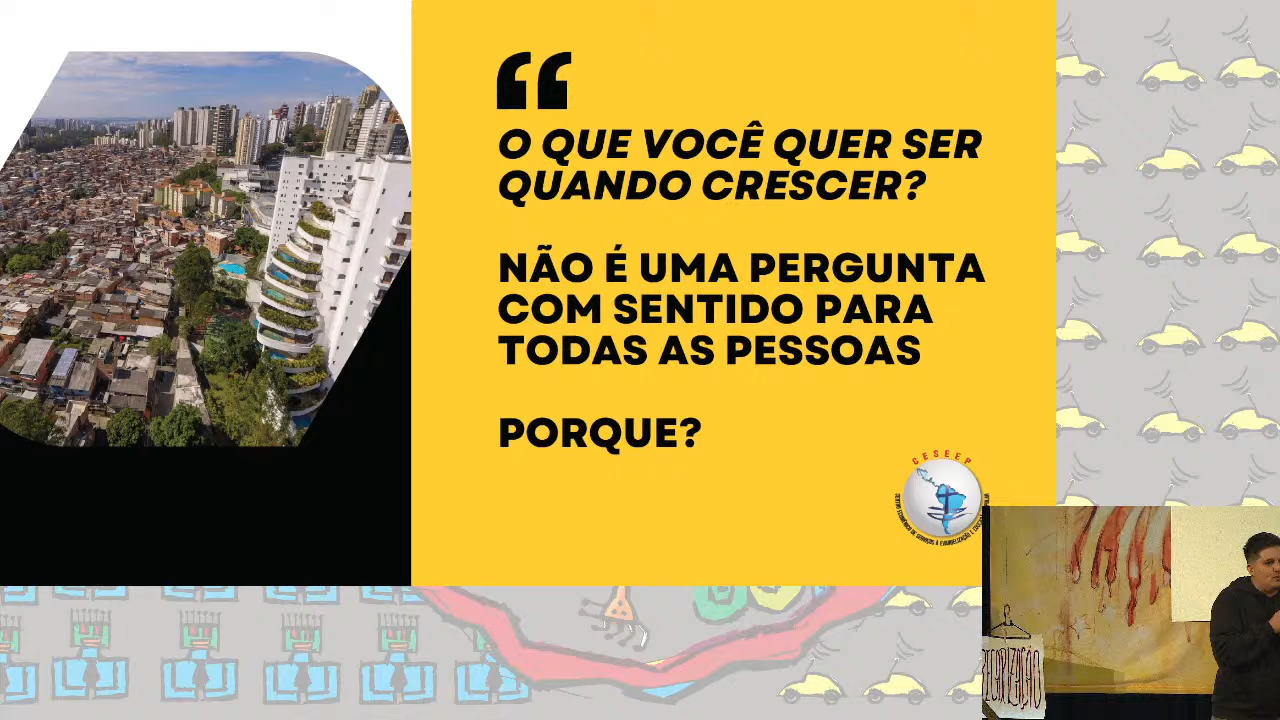 O QUE VOCÊ QUER SER
QUANDO CRESCER?
NÃO É UMA PERGUNTA
COM SENTIDO PARA
TODAS AS PESSOAS
PORQUE?
CESEEP